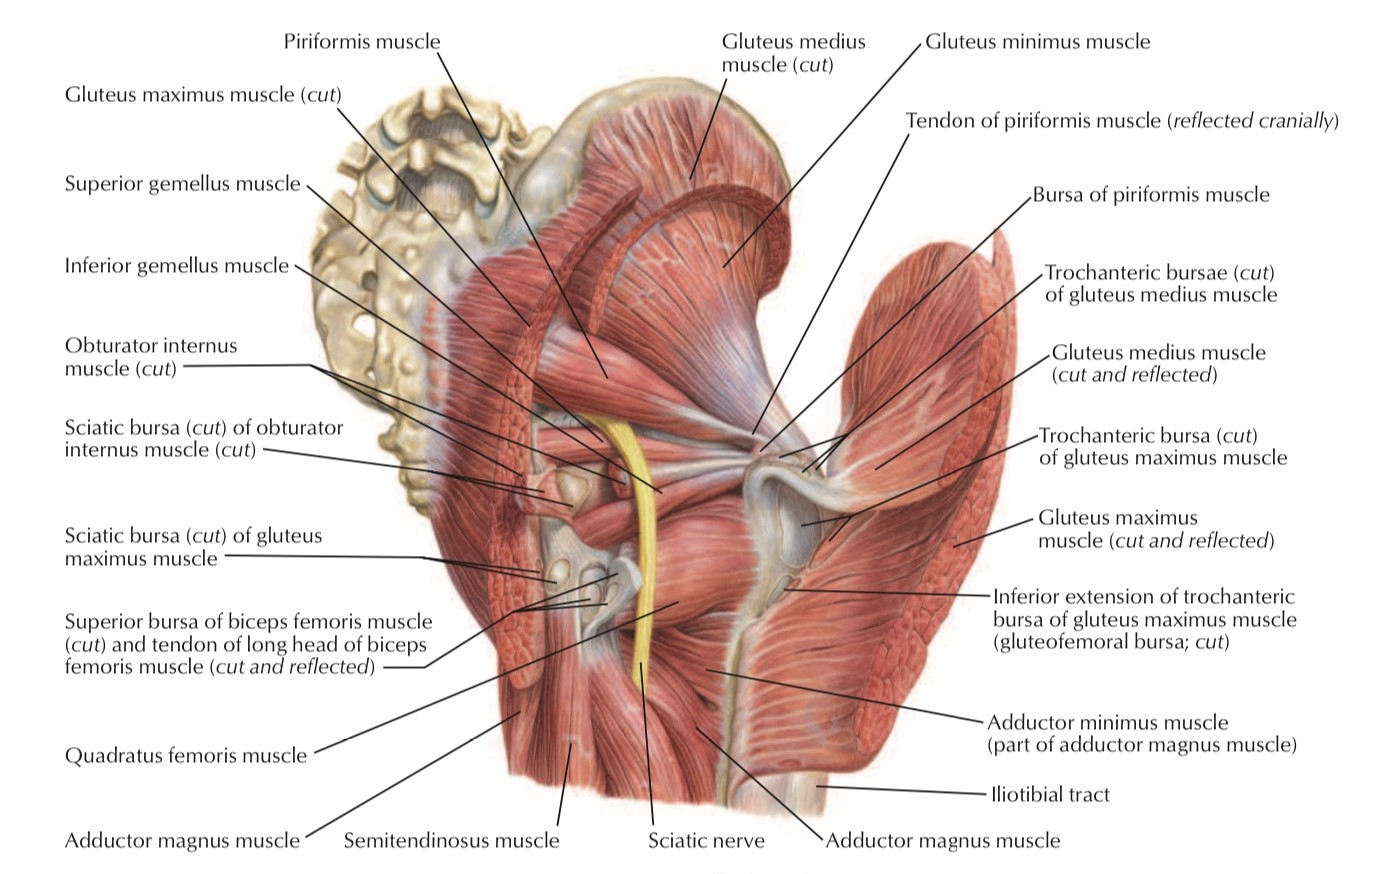 Piriformis muscle
Gluteus medius
muscle (cut)
Gluteus minimus muscle
Gluteus maximus muscle (cut)
Tendon of piriformis muscle (reflected cranially)
Superior gemellus muscle
Bursa of piriformis muscle
Inferior gemellus muscle
Trochanteric bursae (cut)
of gluteus medius muscle
Obturator internus
muscle (cut)
Gluteus medius muscle
(cut and reflected)
Sciatic bursa (cut) of obturator
internus muscle (cut)
Trochanteric bursa (cut)
of gluteus maximus muscle
Sciatic bursa (cut) of gluteus
maximus muscle
Gluteus maximus
muscle (cut and reflected)
Superior bursa of biceps femoris muscle
(cut) and tendon of long head of biceps
femoris muscle (cut and reflected)
Inferior extension of trochanteric
bursa of gluteus maximus muscle
(gluteofemoral bursa; cut)
Quadratus femoris muscle
Adductor minimus muscle
(part of adductor magnus muscle)
Iliotibial tract
Adductor magnus muscle
Semitendinosus muscle
Sciatic nerve
Adductor magnus muscle